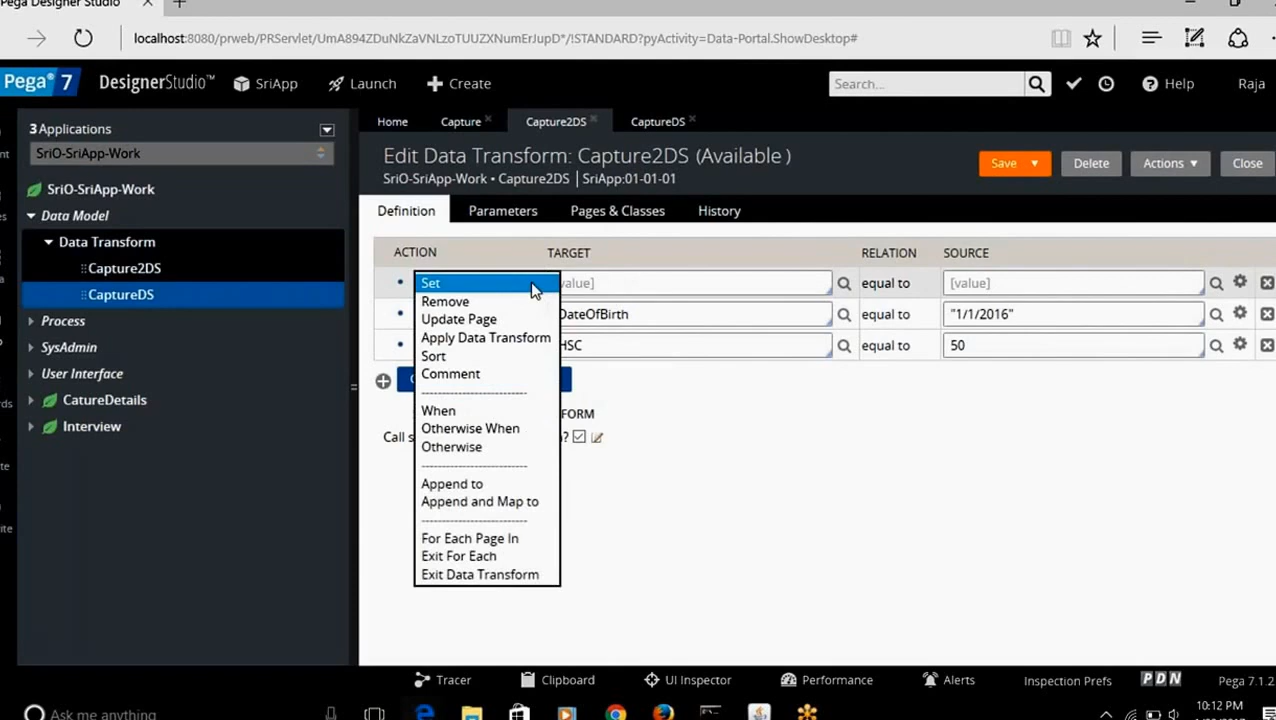 Pega Designer Studio
localhost:8080/prweb/PRServlet/UmA894ZDuNkZaVNLzoTUUZXNumErJupD*/!STANDARD?pyActivity=Data-Portal.ShowDesktop#
Pega 7 DesignerStudio™ SriApp Launch Create Search... Help Raja
3 Applications
SriO-SriApp-Work
SriO-SriApp-Work
Data Model
Data Transform
Capture2DS
CaptureDS
Process
SysAdmin
User Interface
CatureDetails
Interview
Home Capture Capture2DS CaptureDS
Edit Data Transform: Capture2DS (Available )
SriO-SriApp-Work • Capture2DS | SriApp:01-01-01
Save Delete Actions Close
Definition Parameters Pages & Classes History
ACTION TARGET RELATION SOURCE
Set value] equal to [value]
DateOfBirth equal to "1/1/2016"
HSC equal to 50
Remove
Update Page
Apply Data Transform
Sort
Comment
When
Otherwise When
Otherwise
Append to
Append and Map to
For Each Page In
Exit For Each
Exit Data Transform
Call
Tracer Clipboard UI Inspector Performance Alerts Inspection Prefs PDN Pega 7.1.2
Ask me anything
10:12 PM